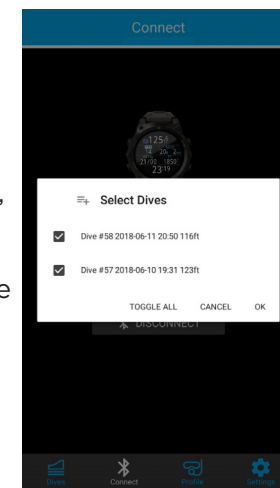 Connect
,
e
Select Dives
Dive #58 2018-06-11 20:50 116ft
Dive #57 2018-06-10 19:31 123ft
TOGGLE ALL CANCEL OK
DISCONNECT
Dives Connect Profile Settings